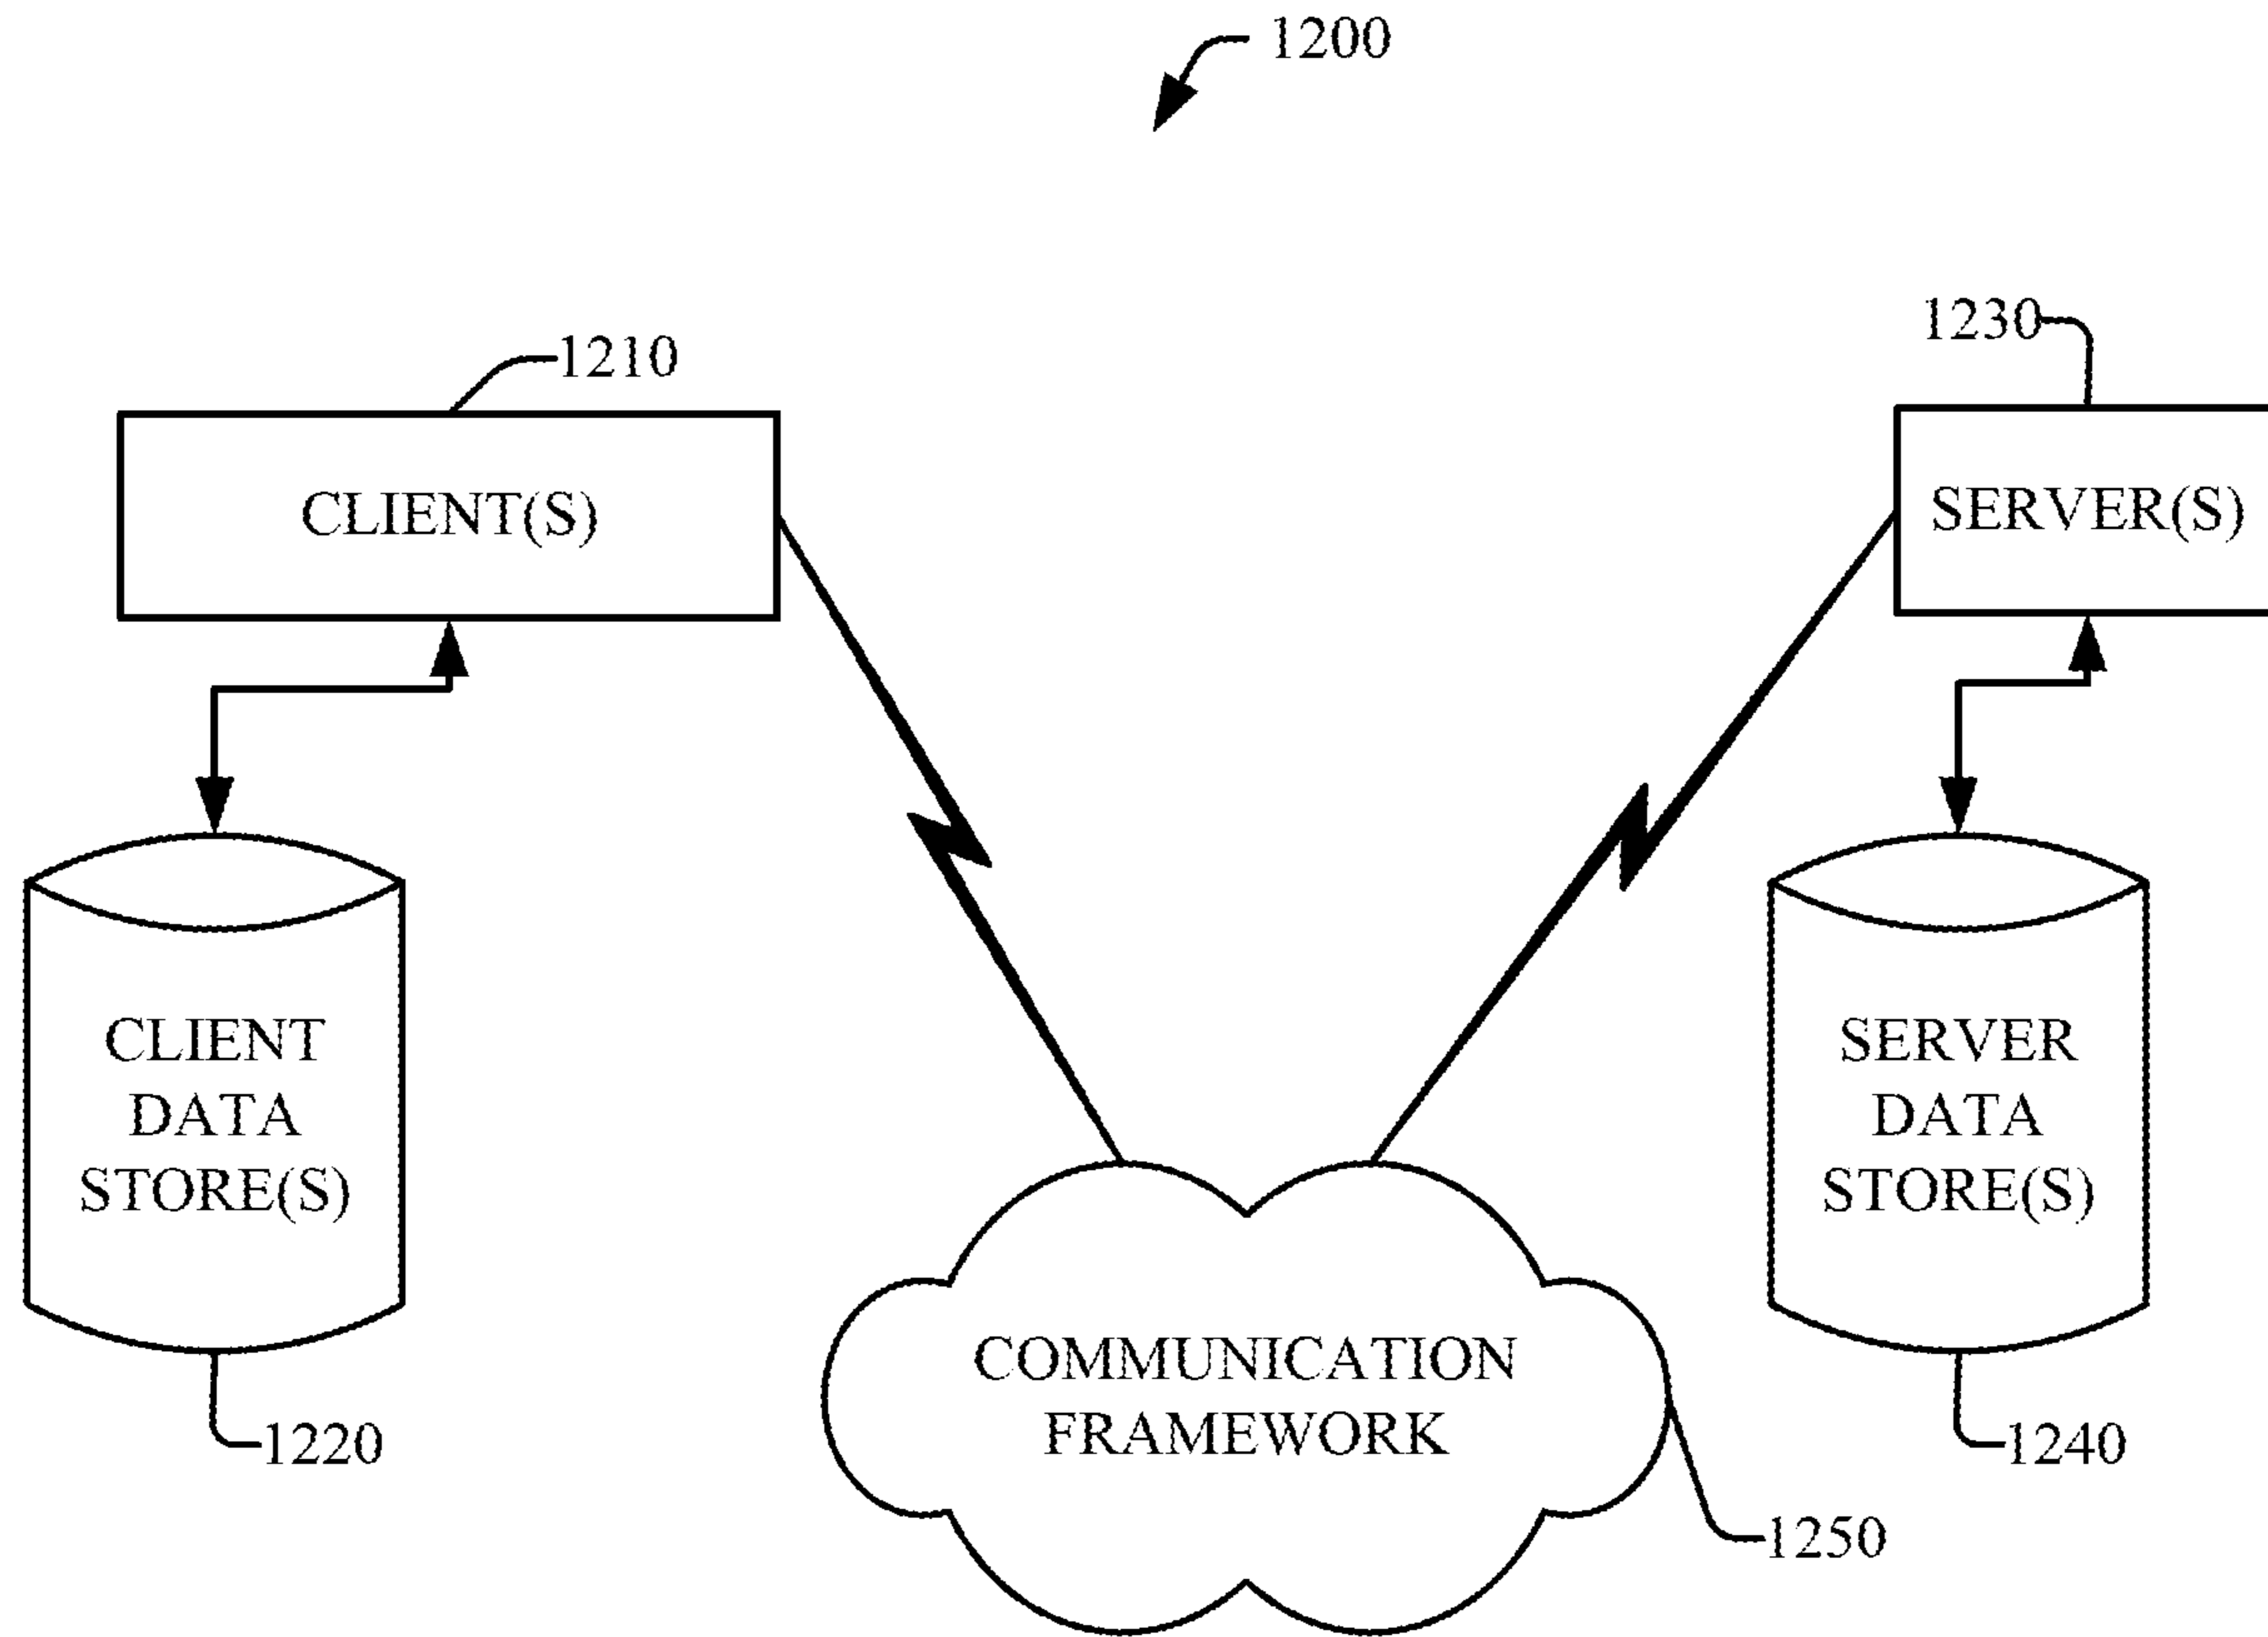 1200
1210
CLIENT(S)
1230
SERVER(S)
CLIENT
DATA
STORE(S)
1220
SERVER
DATA
STORE(S)
1240
COMMUNICATION
FRAMEWORK
1250